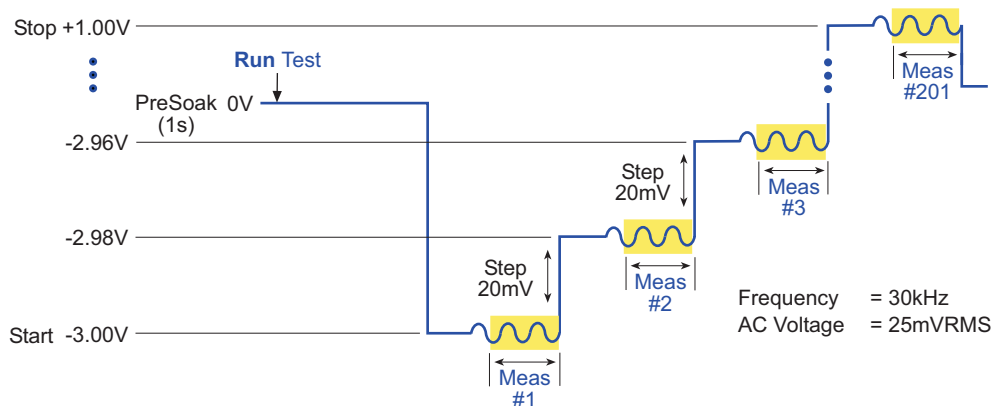 Stop +1.00V
Run Test
PreSoak 0V
(1s)
Meas
#201
-2.96V
Step
20mV
Meas
#3
-2.98V
Step
20mV
Meas
#2
Frequency = 30kHz
AC Voltage = 25mVRMS
Start -3.00V
Meas
#1